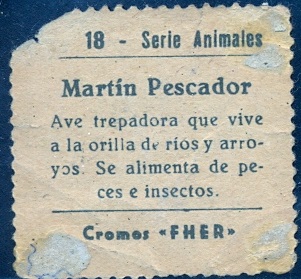 18 - Serie Animales
Martín Pescador
Ave trepadora que vive
a la orilla de ríos y arro-
yos. Se alimenta de pe-
ces e insectos.
Cromos «FHER»